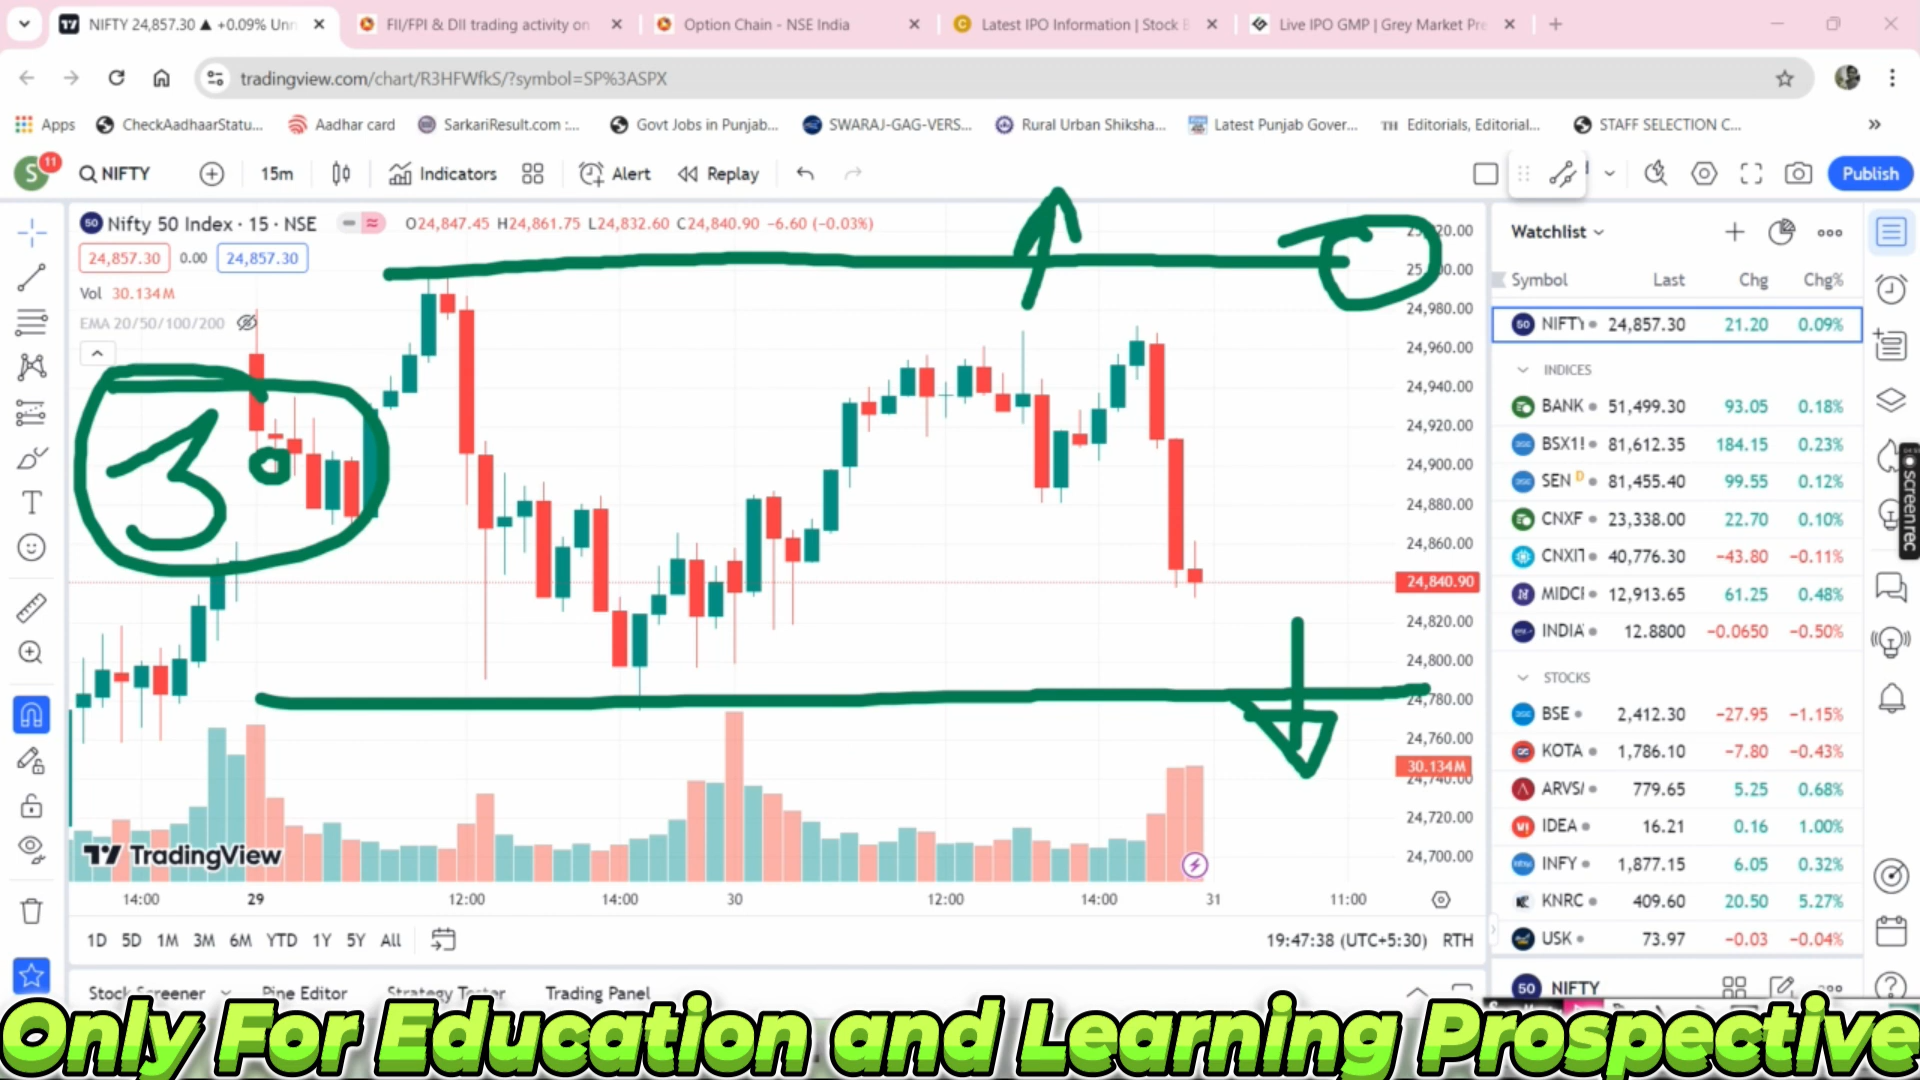 NIFTY 24,857.30 ▲ +0.09% Unn
FII/FPI & DII trading activity on
Option Chain - NSE India
Latest IPO Information | Stock B
Live IPO GMP | Grey Market Pre
tradingview.com/chart/R3HFWfkS/?symbol=SP%3ASPX
Apps CheckAadhaarStatu... Aadhar card SarkariResult.com :... Govt Jobs in Punjab... SWARAJ-GAG-VERS... Rural Urban Shiksha... Latest Punjab Gover... TH Editorials, Editorial... STAFF SELECTION C... »
S 11 NIFTY 15m Indicators Alert Replay Publish
50 Nifty 50 Index · 15 · NSE O24,847.45 H24,861.75 L24,832.60 C24,840.90 −6.60 (−0.03%)
24,857.30 0.00 24,857.30
Vol 30.134M
EMA 20/50/100/200
30
24,980.00
24,960.00
24,940.00
24,920.00
24,900.00
24,880.00
24,860.00
24,840.90
24,820.00
24,800.00
24,780.00
24,760.00
30.134M
24,740.00
24,720.00
24,700.00
TradingView
14:00 29 12:00 14:00 30 12:00 14:00 31 11:00
1D 5D 1M 3M 6M YTD 1Y 5Y All 19:47:38 (UTC+5:30) RTH
Stock Screener Pine Editor Strategy Tester Trading Panel
Watchlist
Symbol Last Chg Chg%
50 NIFTY 24,857.30 21.20 0.09%
INDICES
BANK 51,499.30 93.05 0.18%
BSX1! 81,612.35 184.15 0.23%
SEN D 81,455.40 99.55 0.12%
CNXF 23,338.00 22.70 0.10%
CNXIT 40,776.30 −43.80 −0.11%
MIDCF 12,913.65 61.25 0.48%
INDIA 12.8800 −0.0650 −0.50%
STOCKS
BSE 2,412.30 −27.95 −1.15%
KOTA 1,786.10 −7.80 −0.43%
ARVS 779.65 5.25 0.68%
IDEA 16.21 0.16 1.00%
INFY 1,877.15 6.05 0.32%
KNRC 409.60 20.50 5.27%
USK 73.97 −0.03 −0.04%
50 NIFTY
screenrec
Only For Education and Learning Prospective